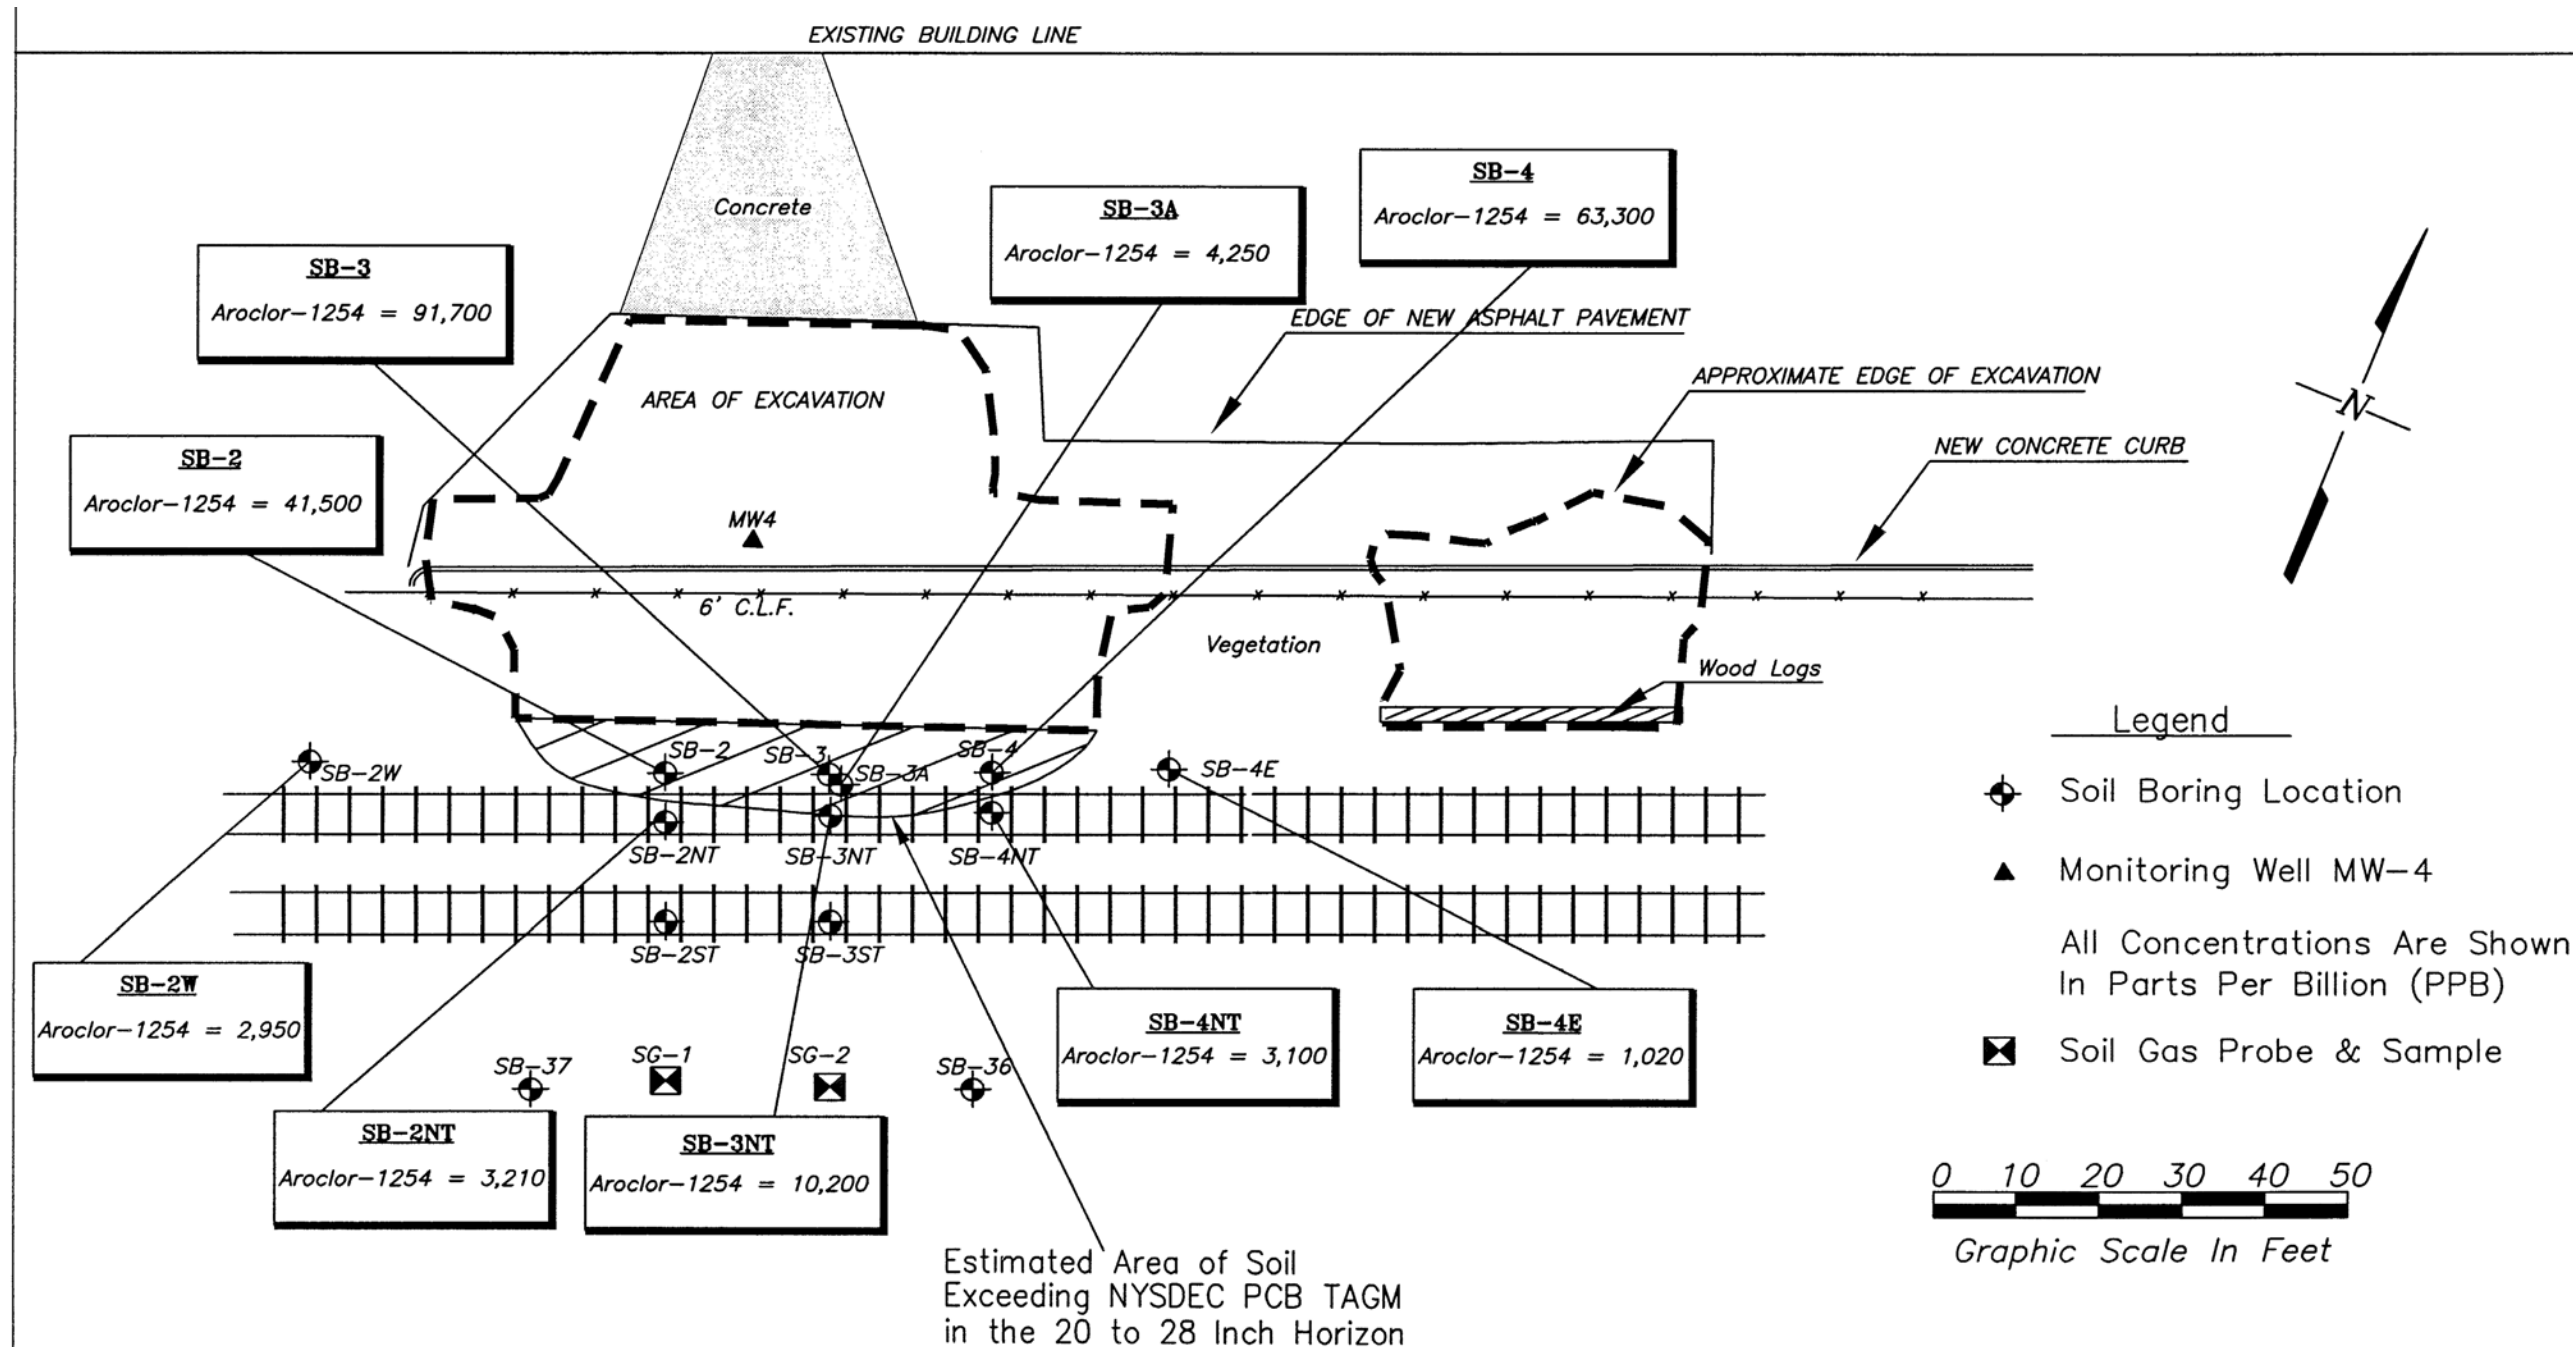 EXISTING BUILDING LINE
Concrete
SB-4
Aroclor-1254 = 63,300
SB-3A
Aroclor-1254 = 4,250
SB-3
Aroclor-1254 = 91,700
EDGE OF NEW ASPHALT PAVEMENT
APPROXIMATE EDGE OF EXCAVATION
AREA OF EXCAVATION
N
NEW CONCRETE CURB
SB-2
Aroclor-1254 = 41,500
MW4
6' C.L.F.
Vegetation
Wood Logs
SB-2W
SB-2
SB-3
SB-3A
SB-4
SB-4E
SB-2NT
SB-3NT
SB-4NT
SB-2ST
SB-3ST
Legend
Soil Boring Location
Monitoring Well MW-4
All Concentrations Are Shown
In Parts Per Billion (PPB)
Soil Gas Probe & Sample
SB-2W
Aroclor-1254 = 2,950
SB-4NT
Aroclor-1254 = 3,100
SB-4E
Aroclor-1254 = 1,020
SB-37
SG-1
SG-2
SB-36
SB-2NT
Aroclor-1254 = 3,210
SB-3NT
Aroclor-1254 = 10,200
0 10 20 30 40 50
Graphic Scale In Feet
Estimated Area of Soil
Exceeding NYSDEC PCB TAGM
in the 20 to 28 Inch Horizon